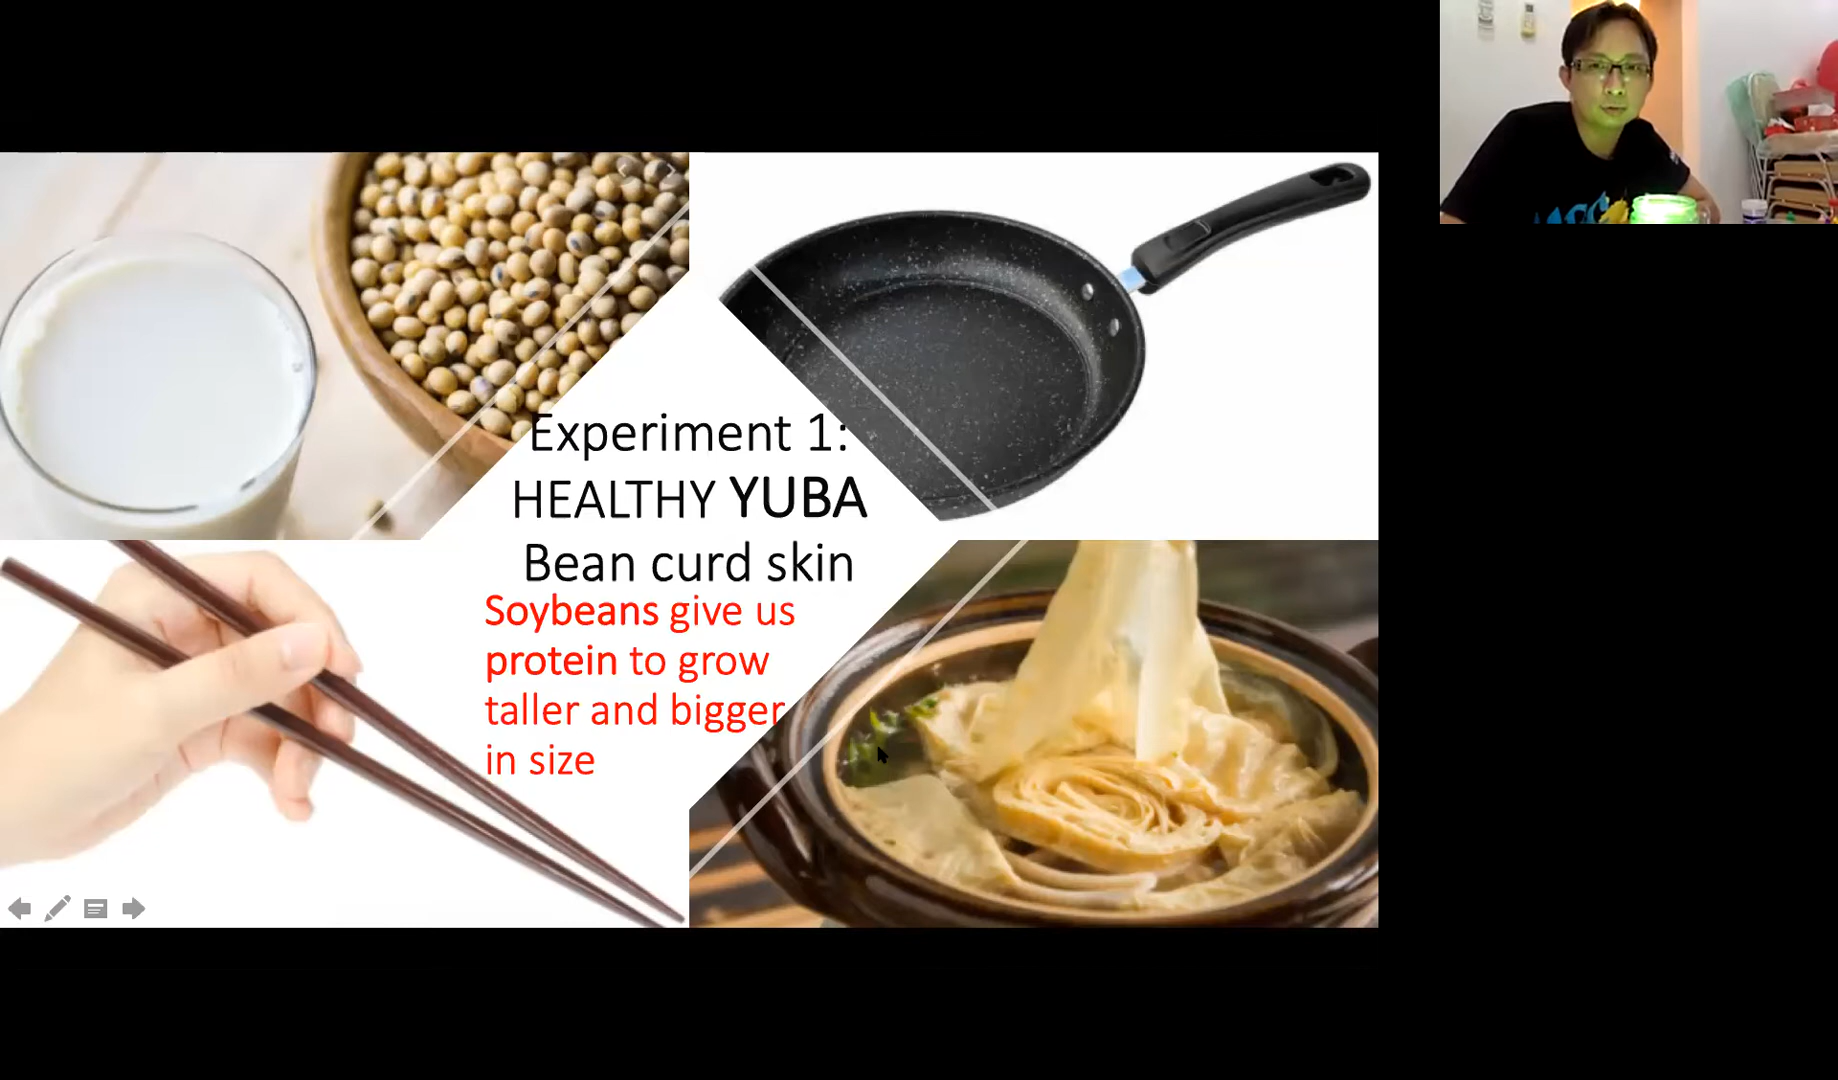 Experiment 1:
HEALTHY YUBA
Bean curd skin
Soybeans give us
protein to grow
taller and bigger
in size